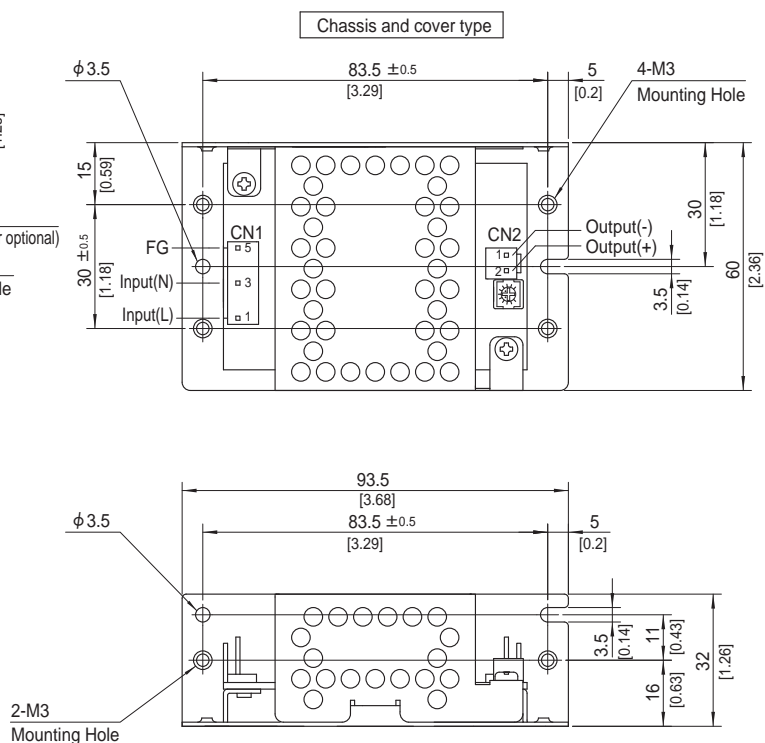 Chassis and cover type
φ3.5
83.5 ±0.5
[3.29]
5
[0.2]
4-M3
Mounting Hole
15
[0.59]
30 ±0.5
[1.18]
FG
Input(N)
Input(L)
CN1
5
3
1
CN2
1
2
Output(-)
Output(+)
30
[1.18]
3.5
[0.14]
60
[2.36]
optional)
93.5
[3.68]
83.5 ±0.5
[3.29]
5
[0.2]
φ3.5
2-M3
Mounting Hole
3.5
[0.14]
11
[0.43]
16
[0.63]
32
[1.26]